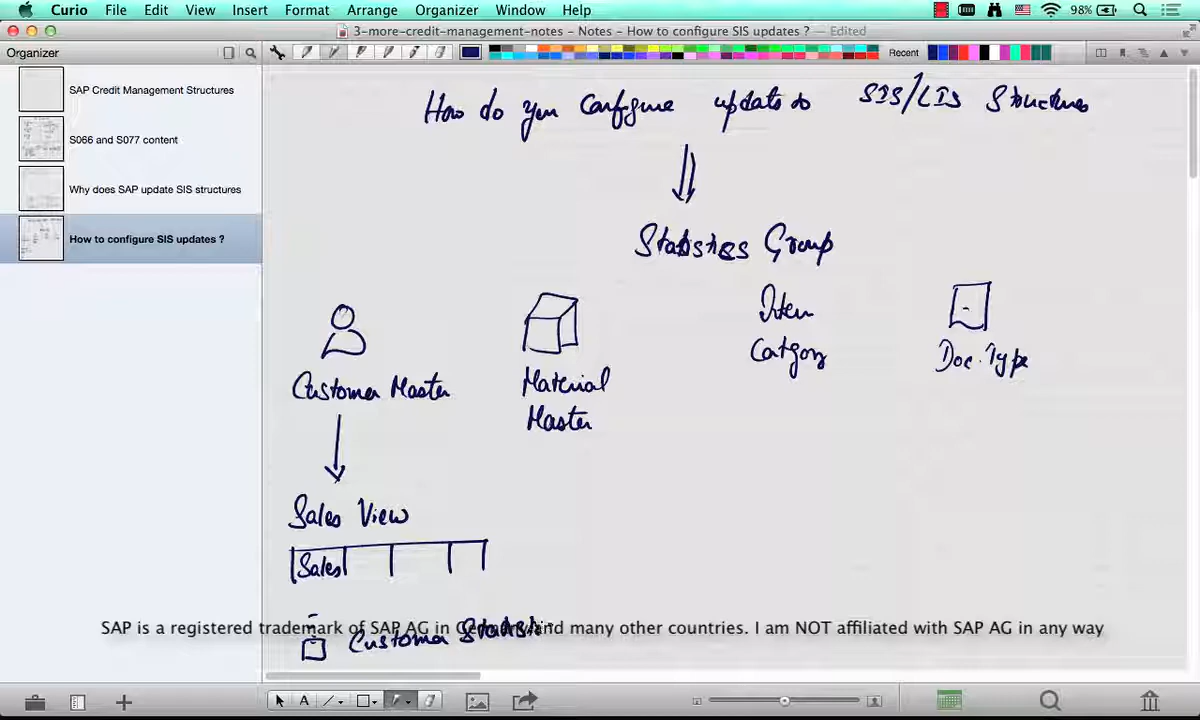 Curio File Edit View Insert Format Arrange Organizer Window Help 98%
3-more-credit-management-notes – Notes – How to configure SIS updates ? — Edited
Organizer
Recent
SAP Credit Management Structures
S066 and S077 content
Why does SAP update SIS structures
How to configure SIS updates ?
How do you configure updates to SIS/LIS Structures
Statistics Group
Customer Master
Material
Master
Item
Category
Doc. Type
Sales View
Sales
Customer Statisti
SAP is a registered trademark of SAP AG in Germany and many other countries. I am NOT affiliated with SAP AG in any way
A